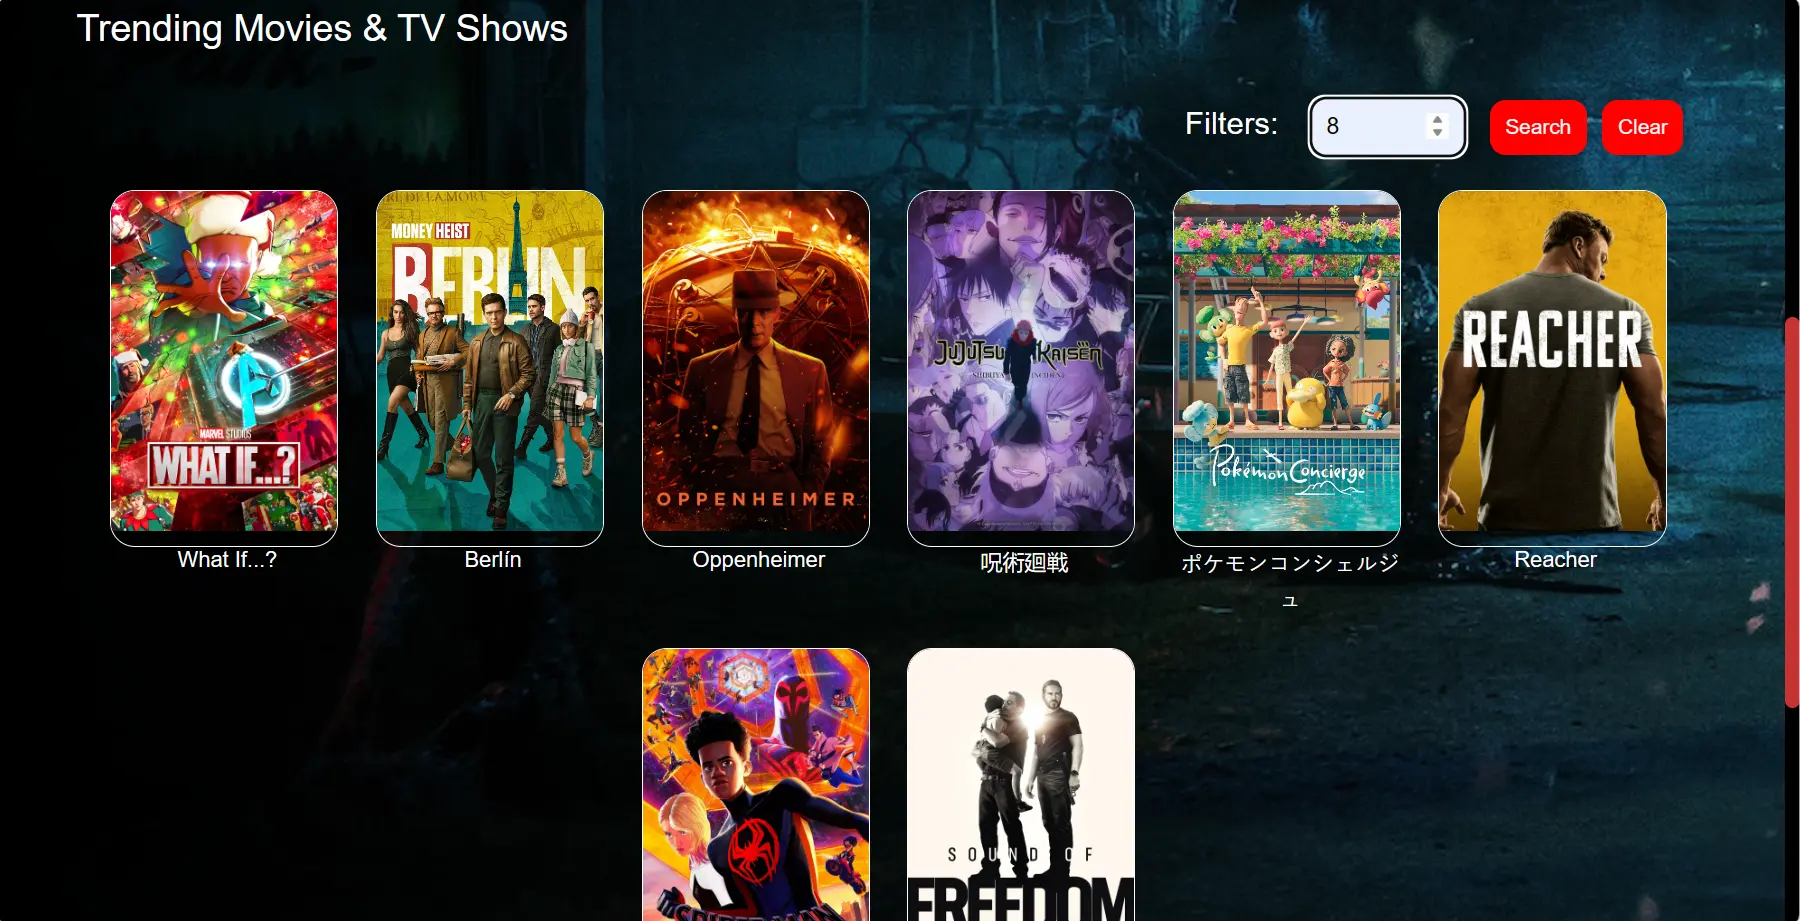 Trending Movies & TV Shows
Filters:
8
Search
Clear
MONEY HEIST
BERLIN
MARVEL STUDIOS
WHAT IF...?
OPPENHEIMER
JUJUTSU KAISEN
SHIBUYA INCIDENT
Pokémon Concierge
REACHER
What If...?
Berlín
Oppenheimer
呪術廻戦
ポケモンコンシェルジ
ュ
Reacher
SPIDER-MAN
SOUND OF
FREEDOM